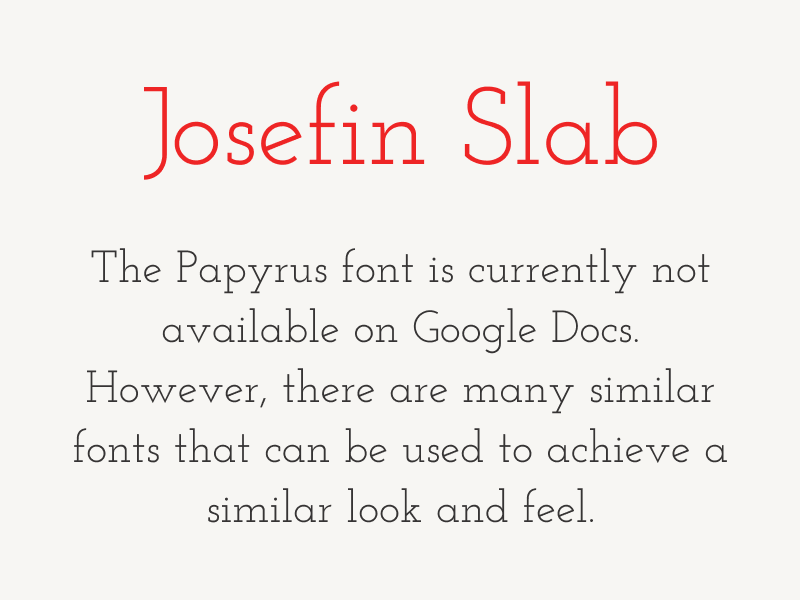 Josefin Slab
The Papyrus font is currently not
available on Google Docs.
However, there are many similar
fonts that can be used to achieve a
similar look and feel.